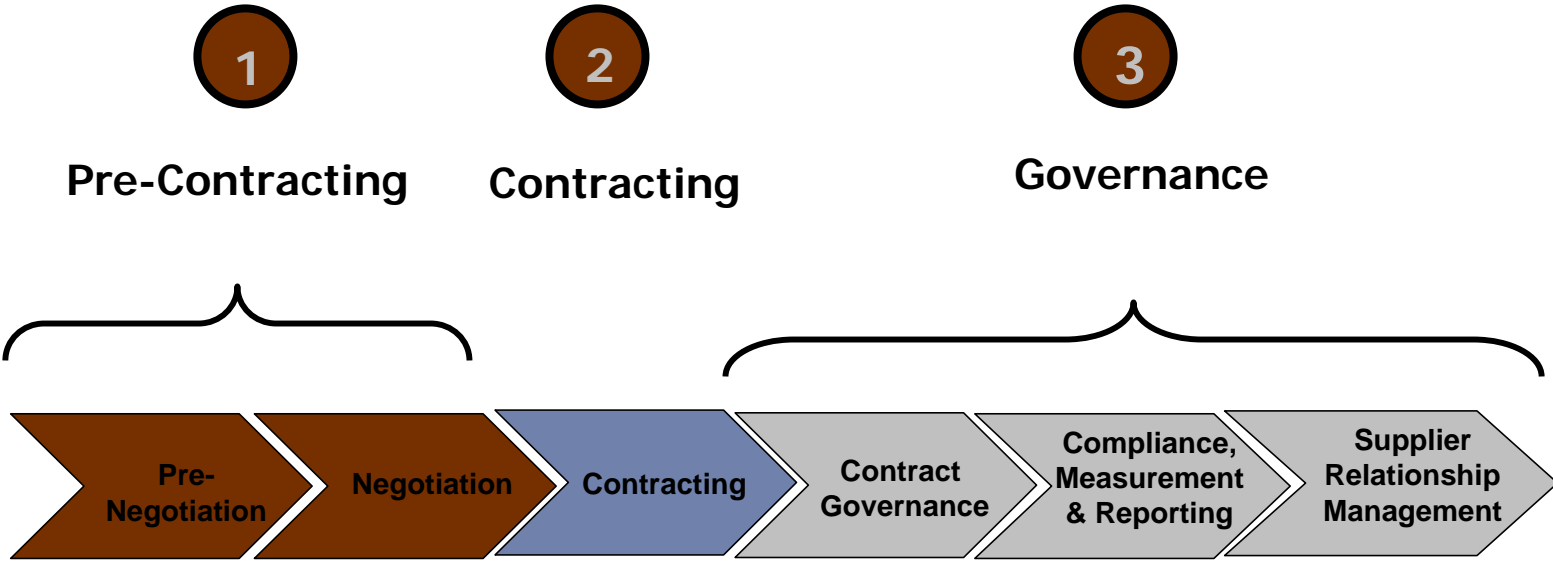 1
2
3
Pre-Contracting
Contracting
Governance
Pre-
Negotiation
Negotiation
Contracting
Contract
Governance
Compliance,
Measurement
& Reporting
Supplier
Relationship
Management